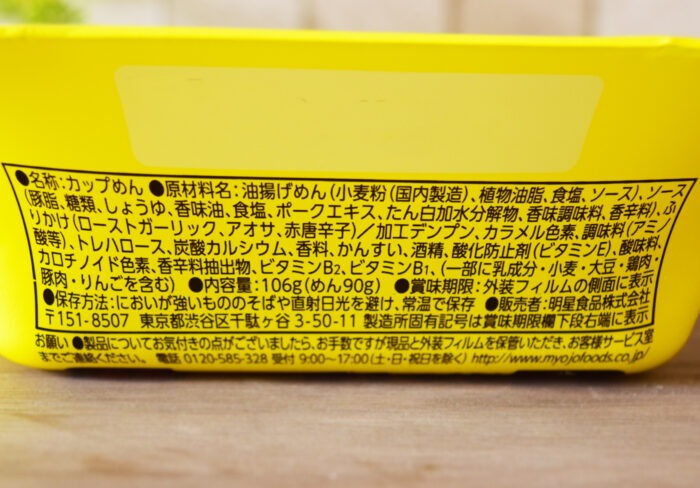 ●名称:カップめん ●原材料名:油揚げめん(小麦粉(国内製造)、植物油脂、食塩、ソース)、ソース
(豚脂、糖類、しょうゆ、香味油、食塩、ポークエキス、たん白加水分解物、香味調味料、香辛料)、ふ
りかけ(ローストガーリック、アオサ、赤唐辛子)/加工デンプン、カラメル色素、調味料(アミノ
酸等)、トレハロース、炭酸カルシウム、香料、かんすい、酒精、酸化防止剤(ビタミンE)、酸味料、
カロチノイド色素、香辛料抽出物、ビタミンB2、ビタミンB1、(一部に乳成分・小麦・大豆・鶏肉・
豚肉・りんごを含む) ●内容量:106g(めん90g) ●賞味期限:外装フィルムの側面に表示
●保存方法:においが強いもののそばや直射日光を避け、常温で保存 ●販売者:明星食品株式会社
〒151-8507 東京都渋谷区千駄ヶ谷3-50-11 製造所固有記号は賞味期限欄下段右端に表示
お願い ●製品についてお気付きの点がございましたら、お手数ですが現品と外装フィルムを保管いただき、お客様サービス室
までご連絡ください。 電話 0120-585-328 受付 9:00〜17:00(土・日・祝日を除く) http://www.myojofoods.co.jp/